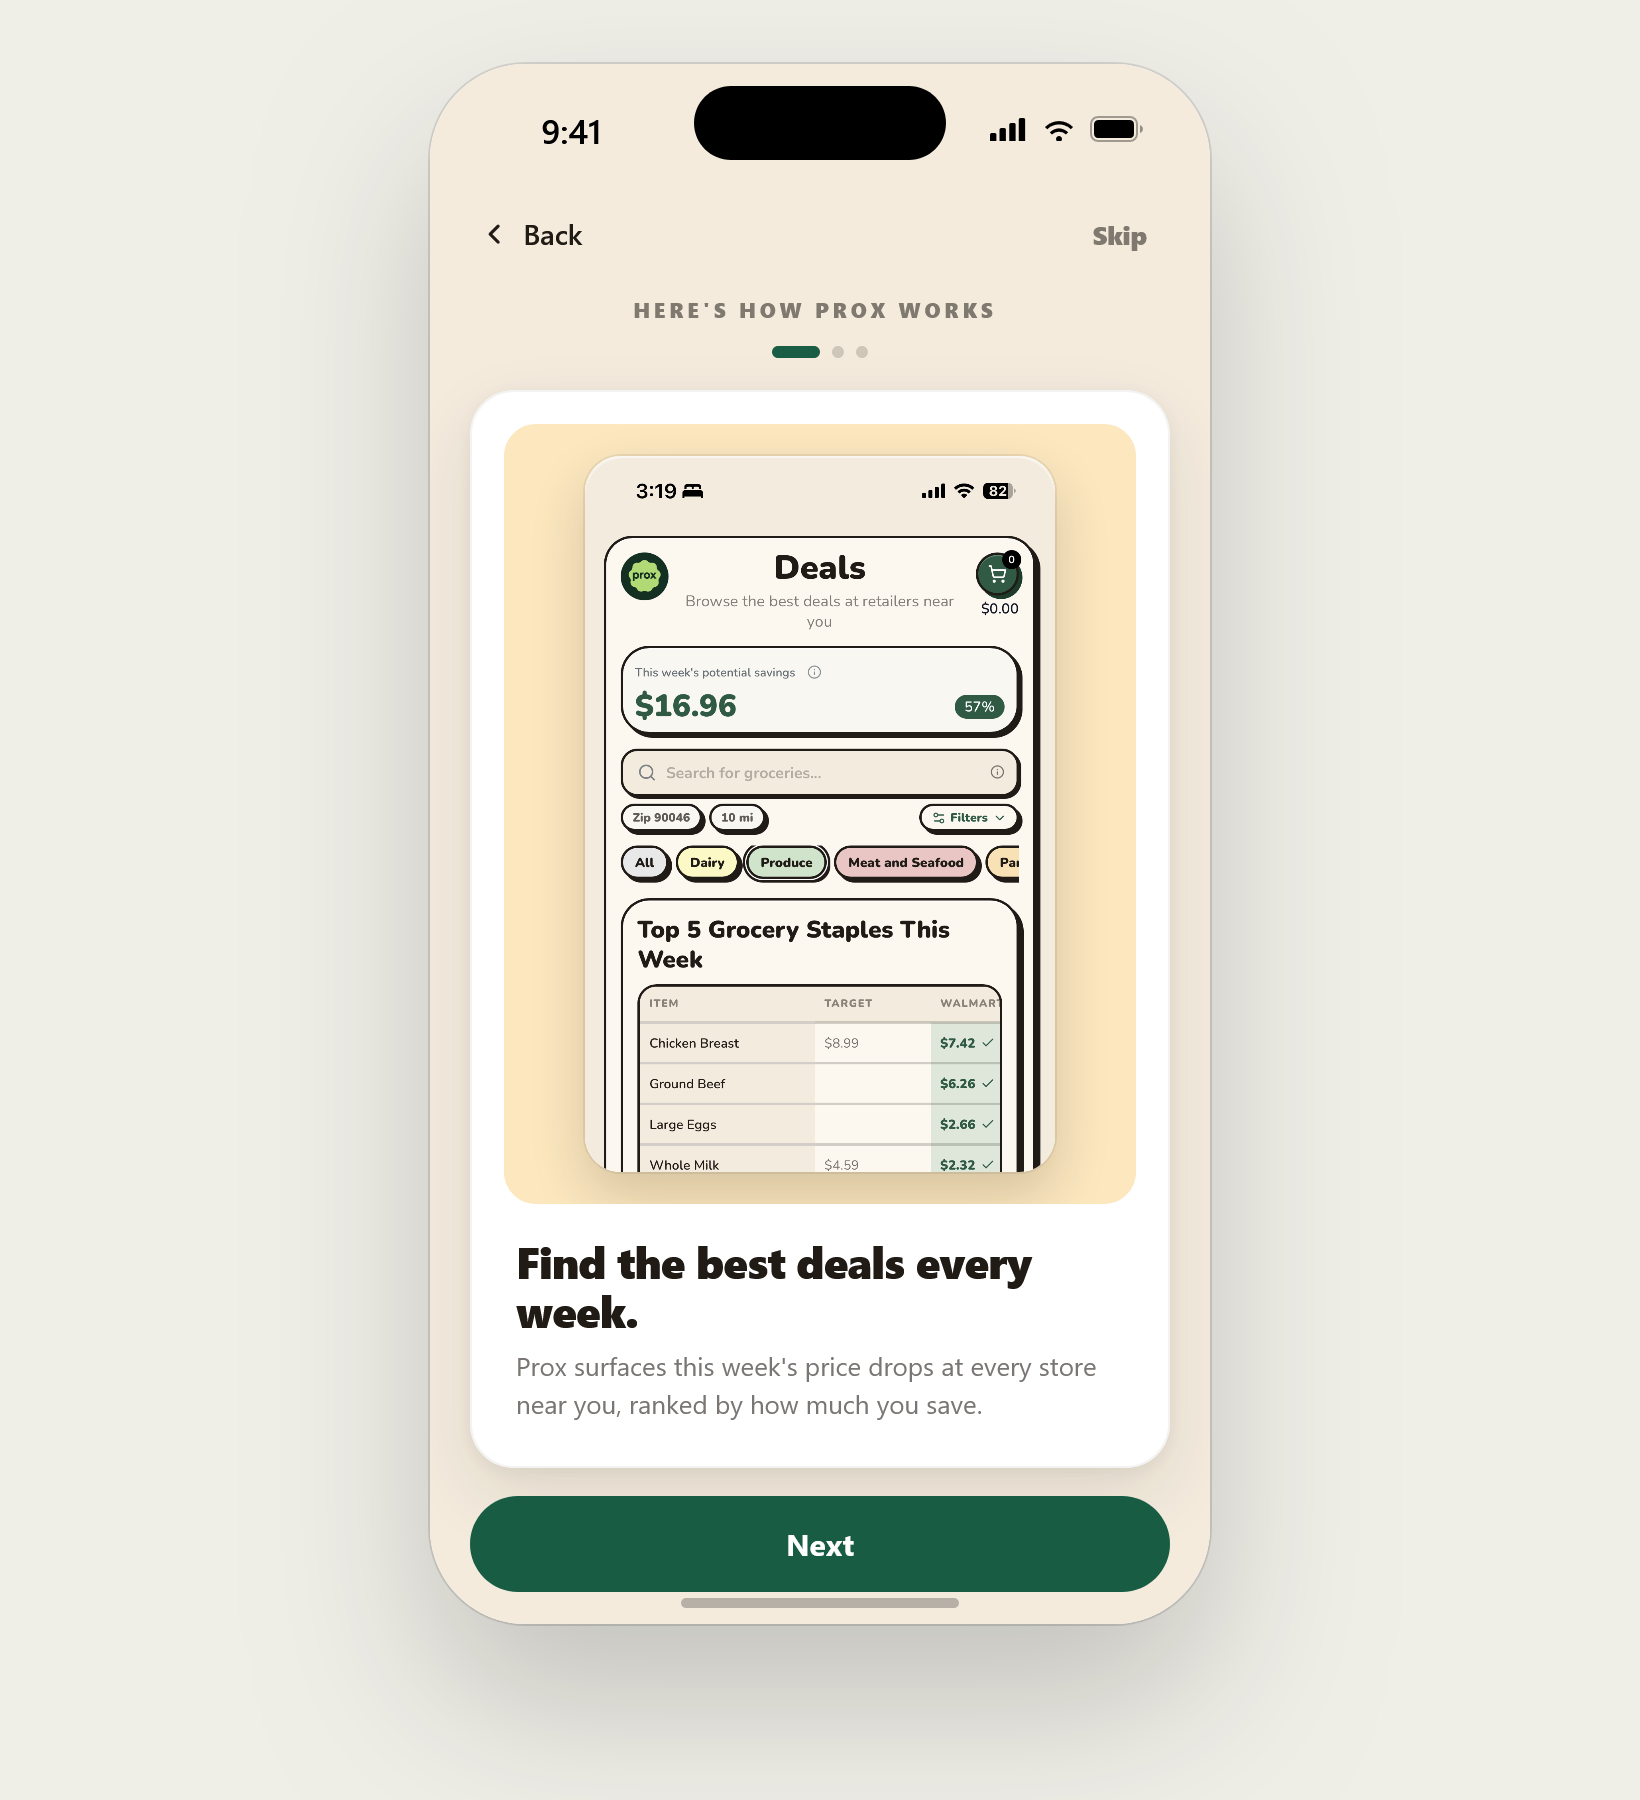 9:41
Back
Skip
HERE'S HOW PROX WORKS
3:19
82
prox
Deals
0
Browse the best deals at retailers near
you
$0.00
This week's potential savings
$16.96
57%
Search for groceries...
Zip 90046
10 mi
Filters
All
Dairy
Produce
Meat and Seafood
Top 5 Grocery Staples This
Week
ITEM TARGET WALMART
Chicken Breast $8.99 $7.42
Ground Beef $6.26
Large Eggs $2.66
Whole Milk $4.59 $2.32
Find the best deals every
week.
Prox surfaces this week's price drops at every store
near you, ranked by how much you save.
Next